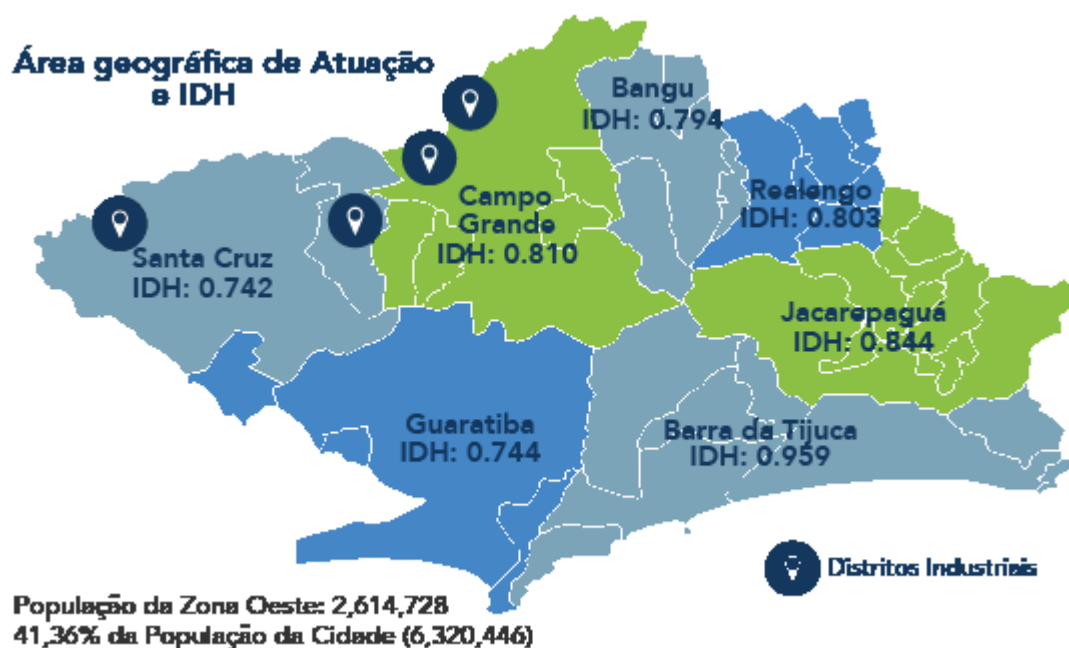 Área geográfica de Atuação
e IDH
Bangu
IDH: 0.794
Realengo
IDH: 0.803
Campo
Grande
IDH: 0.810
Santa Cruz
IDH: 0.742
Jacarepaguá
IDH: 0.844
Guaratiba
IDH: 0.744
Barra da Tijuca
IDH: 0.959
Distritos Industriais
População da Zona Oeste: 2,614,728
41,36% da População da Cidade (6,320,446)